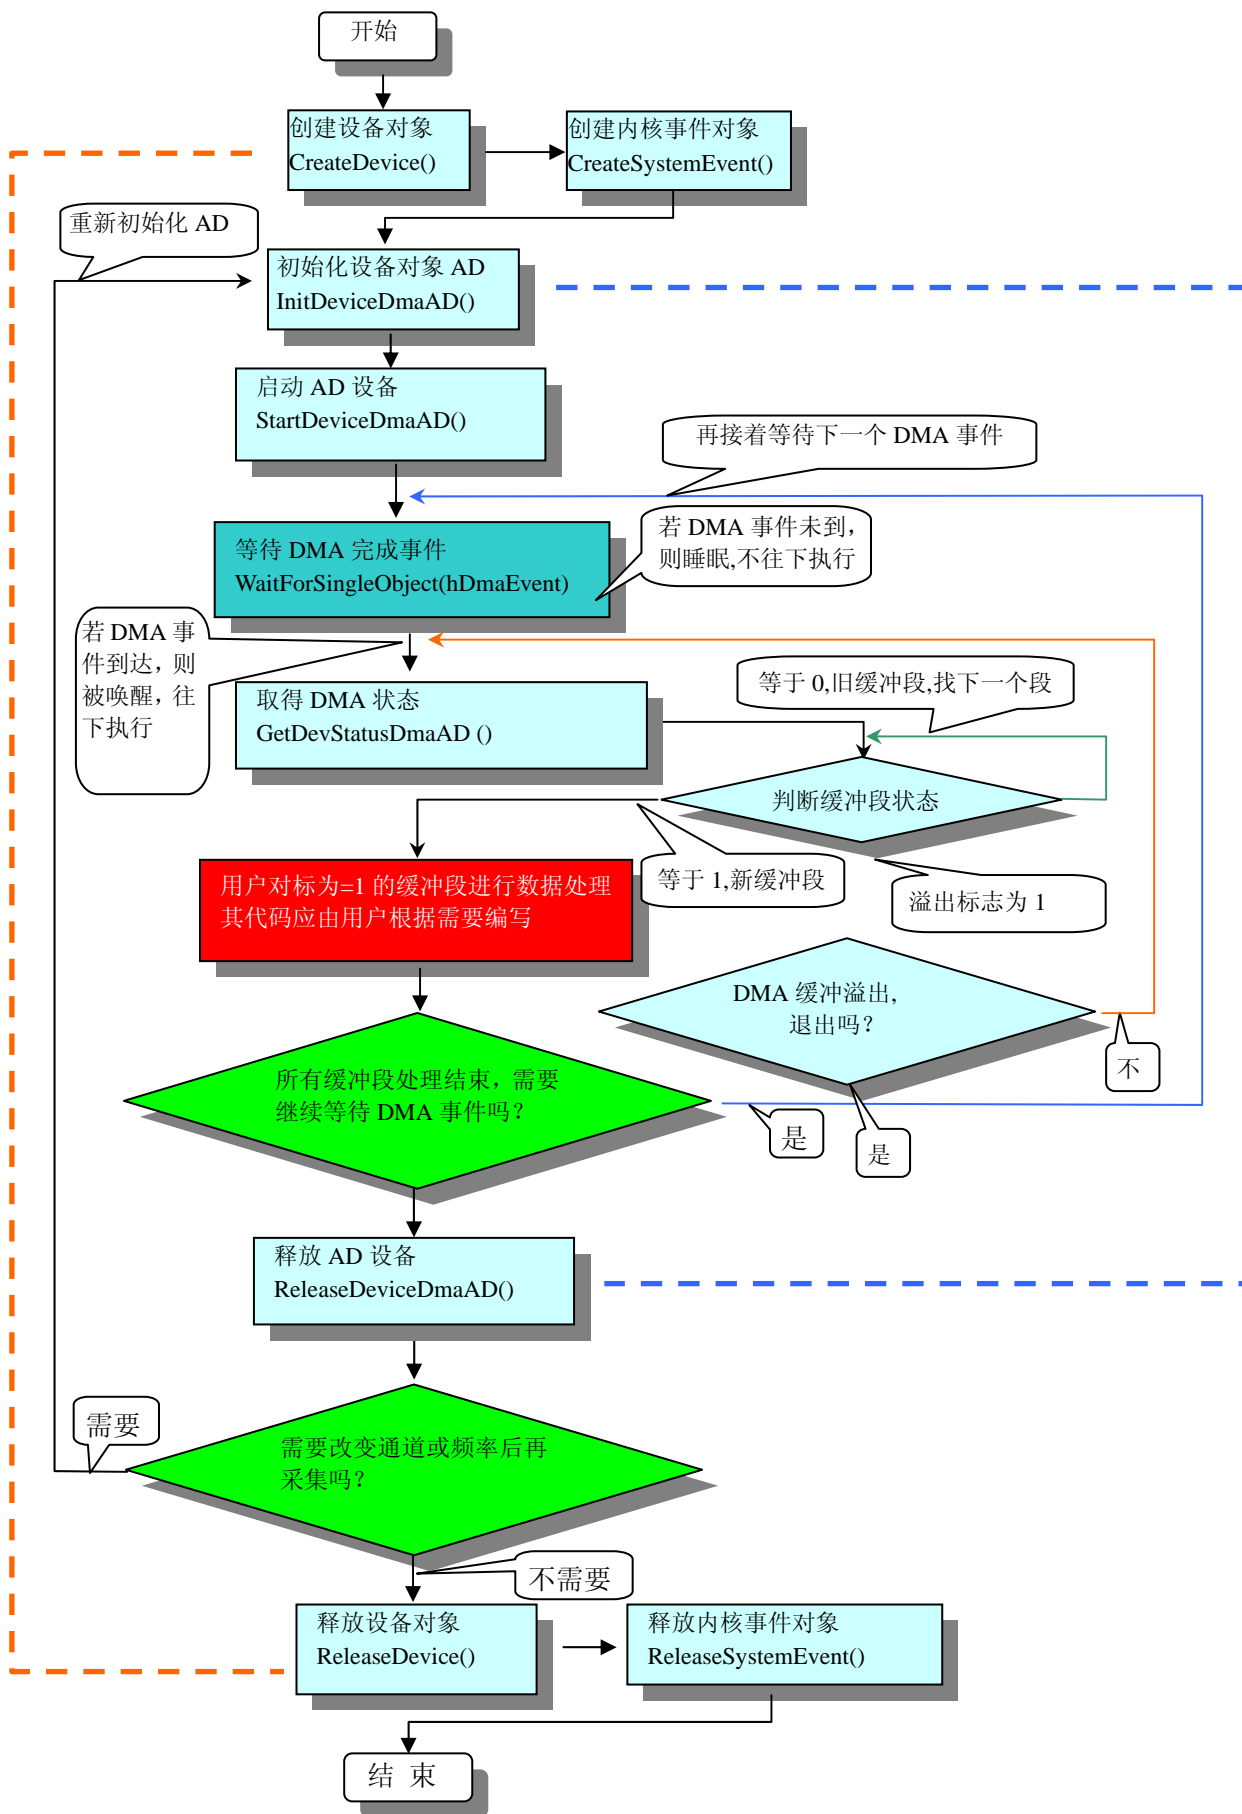 开始
创建设备对象
CreateDevice()
创建内核事件对象
CreateSystemEvent()
重新初始化 AD
初始化设备对象 AD
InitDeviceDmaAD()
启动 AD 设备
StartDeviceDmaAD()
再接着等待下一个 DMA 事件
等待 DMA 完成事件
WaitForSingleObject(hDmaEvent)
若 DMA 事件未到，
则睡眠,不往下执行
若 DMA 事
件到达，则
被唤醒，往
下执行
取得 DMA 状态
GetDevStatusDmaAD ()
等于 0,旧缓冲段,找下一个段
判断缓冲段状态
用户对标为=1 的缓冲段进行数据处理
其代码应由用户根据需要编写
等于 1,新缓冲段
溢出标志为 1
DMA 缓冲溢出,
退出吗？
不
所有缓冲段处理结束，需要
继续等待 DMA 事件吗？
是
是
释放 AD 设备
ReleaseDeviceDmaAD()
需要
需要改变通道或频率后再
采集吗？
不需要
释放设备对象
ReleaseDevice()
释放内核事件对象
ReleaseSystemEvent()
结 束